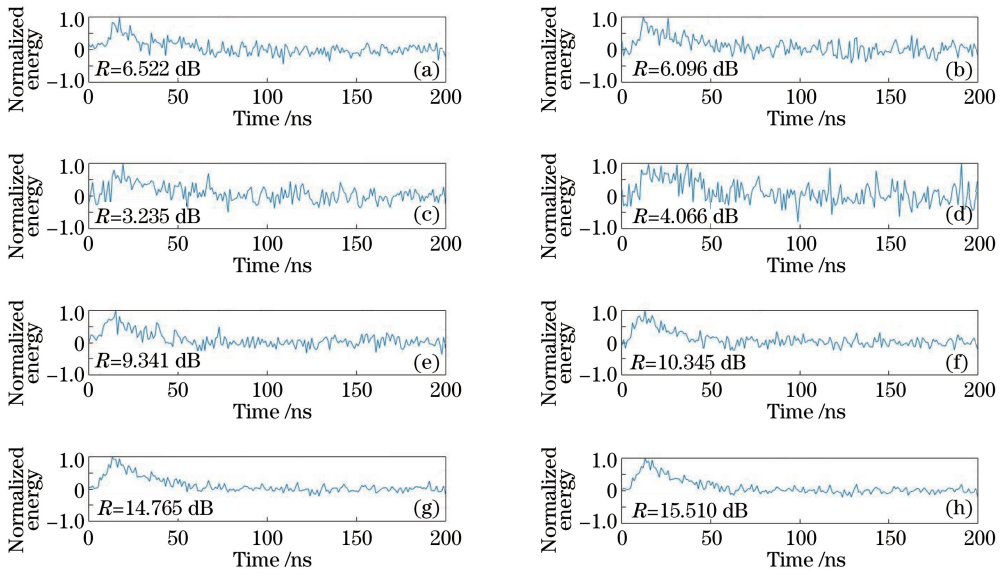 Normalized
energy
1.0
0
−1.0
R=6.522 dB
(a)
0 50 100 150 200
Time /ns
Normalized
energy
1.0
0
−1.0
R=6.096 dB
(b)
0 50 100 150 200
Time /ns
Normalized
energy
1.0
0
−1.0
R=3.235 dB
(c)
0 50 100 150 200
Time /ns
Normalized
energy
1.0
0
−1.0
R=4.066 dB
(d)
0 50 100 150 200
Time /ns
Normalized
energy
1.0
0
−1.0
R=9.341 dB
(e)
0 50 100 150 200
Time /ns
Normalized
energy
1.0
0
−1.0
R=10.345 dB
(f)
0 50 100 150 200
Time /ns
Normalized
energy
1.0
0
−1.0
R=14.765 dB
(g)
0 50 100 150 200
Time /ns
Normalized
energy
1.0
0
−1.0
R=15.510 dB
(h)
0 50 100 150 200
Time /ns